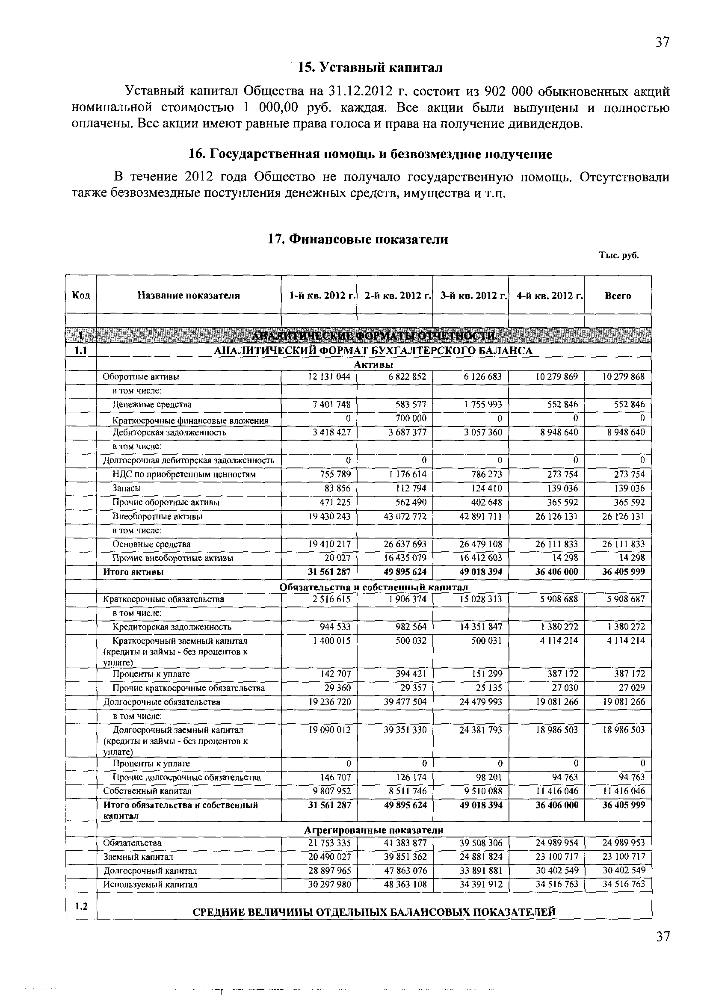 37
15. Уставный капитал
Уставный капитал Общества на 31.12.2012 г. состоит из 902 000 обыкновенных акций
номинальной стоимостью 1 000,00 руб. каждая. Все акции были выпущены и полностью
оплачены. Все акции имеют равные права голоса и права на получение дивидендов.
16. Государственная помощь и безвозмездное получение
В течение 2012 года Общество не получало государственную помощь. Отсутствовали
также безвозмездные поступления денежных средств, имущества и т.п.
17. Финансовые показатели
Тыс. руб.
Код Название показателя 1-й кв. 2012 г. 2-й кв. 2012 г. 3-й кв. 2012 г. 4-й кв. 2012 г. Всего
1 АНАЛИТИЧЕСКИЕ ФОРМАТЫ ОТЧЕТНОСТИ
1.1 АНАЛИТИЧЕСКИЙ ФОРМАТ БУХГАЛТЕРСКОГО БАЛАНСА
Активы
Оборотные активы 12 131 044 6 822 852 6 126 683 10 279 869 10 279 868
в том числе:
Денежные средства 7 401 748 583 577 1 755 993 552 846 552 846
Краткосрочные финансовые вложения 0 700 000 0 0 0
Дебиторская задолженность 3 418 427 3 687 377 3 057 360 8 948 640 8 948 640
в том числе:
Долгосрочная дебиторская задолженность 0 0 0 0 0
НДС по приобретенным ценностям 755 789 1 176 614 786 273 273 754 273 754
Запасы 83 856 112 794 124 410 139 036 139 036
Прочие оборотные активы 471 225 562 490 402 648 365 592 365 592
Внеоборотные активы 19 430 243 43 072 772 42 891 711 26 126 131 26 126 131
в том числе:
Основные средства 19 410 217 26 637 693 26 479 108 26 111 833 26 111 833
Прочие внеоборотные активы 20 027 16 435 079 16 412 603 14 298 14 298
Итого активы 31 561 287 49 895 624 49 018 394 36 406 000 36 405 999
Обязательства и собственный капитал
Краткосрочные обязательства 2 516 615 1 906 374 15 028 313 5 908 688 5 908 687
в том числе:
Кредиторская задолженность 944 533 982 564 14 351 847 1 380 272 1 380 272
Краткосрочный заемный капитал 1 400 015 500 032 500 031 4 114 214 4 114 214
(кредиты и займы - без процентов к
уплате)
Проценты к уплате 142 707 394 421 151 299 387 172 387 172
Прочие краткосрочные обязательства 29 360 29 357 25 135 27 030 27 029
Долгосрочные обязательства 19 236 720 39 477 504 24 479 993 19 081 266 19 081 266
в том числе:
Долгосрочный заемный капитал 19 090 012 39 351 330 24 381 793 18 986 503 18 986 503
(кредиты и займы - без процентов к
уплате)
Проценты к уплате 0 0 0 0 0
Прочие долгосрочные обязательства 146 707 126 174 98 201 94 763 94 763
Собственный капитал 9 807 952 8 511 746 9 510 088 11 416 046 11 416 046
Итого обязательства и собственный 31 561 287 49 895 624 49 018 394 36 406 000 36 405 999
капитал
Агрегированные показатели
Обязательства 21 753 335 41 383 877 39 508 306 24 989 954 24 989 953
Заемный капитал 20 490 027 39 851 362 24 881 824 23 100 717 23 100 717
Долгосрочный капитал 28 897 965 47 863 076 33 891 881 30 402 549 30 402 549
Используемый капитал 30 297 980 48 363 108 34 391 912 34 516 763 34 516 763
1.2 СРЕДНИЕ ВЕЛИЧИНЫ ОТДЕЛЬНЫХ БАЛАНСОВЫХ ПОКАЗАТЕЛЕЙ
37